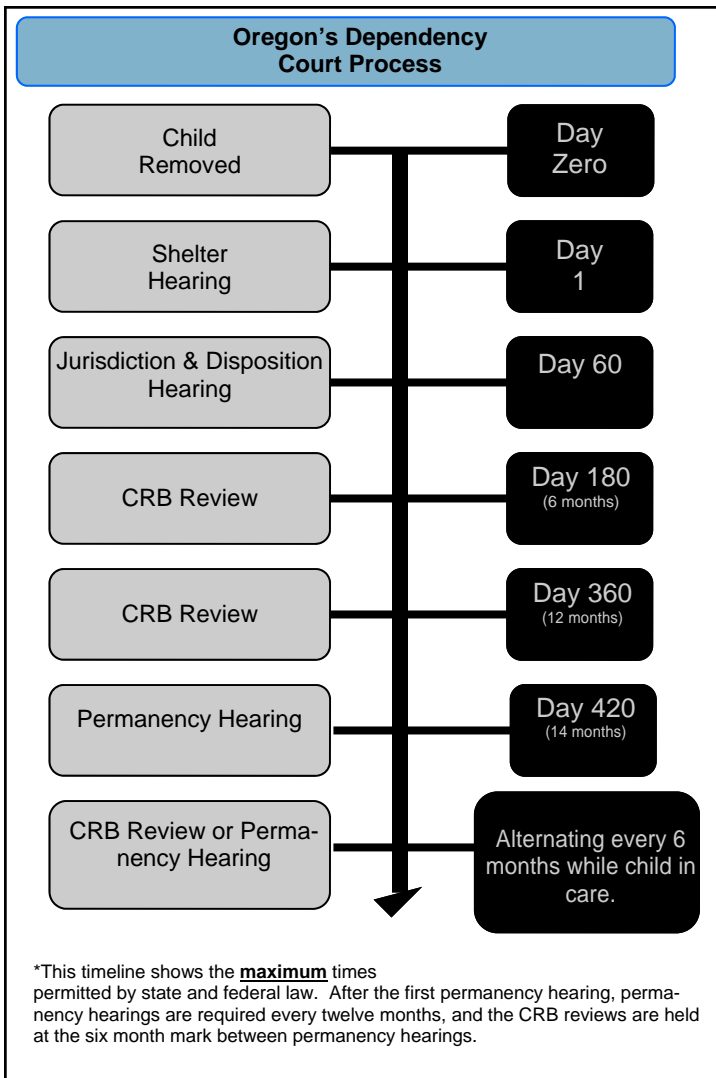 Oregon's Dependency
Court Process
Child
Removed
Day
Zero
Shelter
Hearing
Day
1
Jurisdiction & Disposition
Hearing
Day 60
CRB Review
Day 180
(6 months)
CRB Review
Day 360
(12 months)
Permanency Hearing
Day 420
(14 months)
CRB Review or Perma-
nency Hearing
Alternating every 6
months while child in
care.
*This timeline shows the maximum times
permitted by state and federal law. After the first permanency hearing, perma-
nency hearings are required every twelve months, and the CRB reviews are held
at the six month mark between permanency hearings.